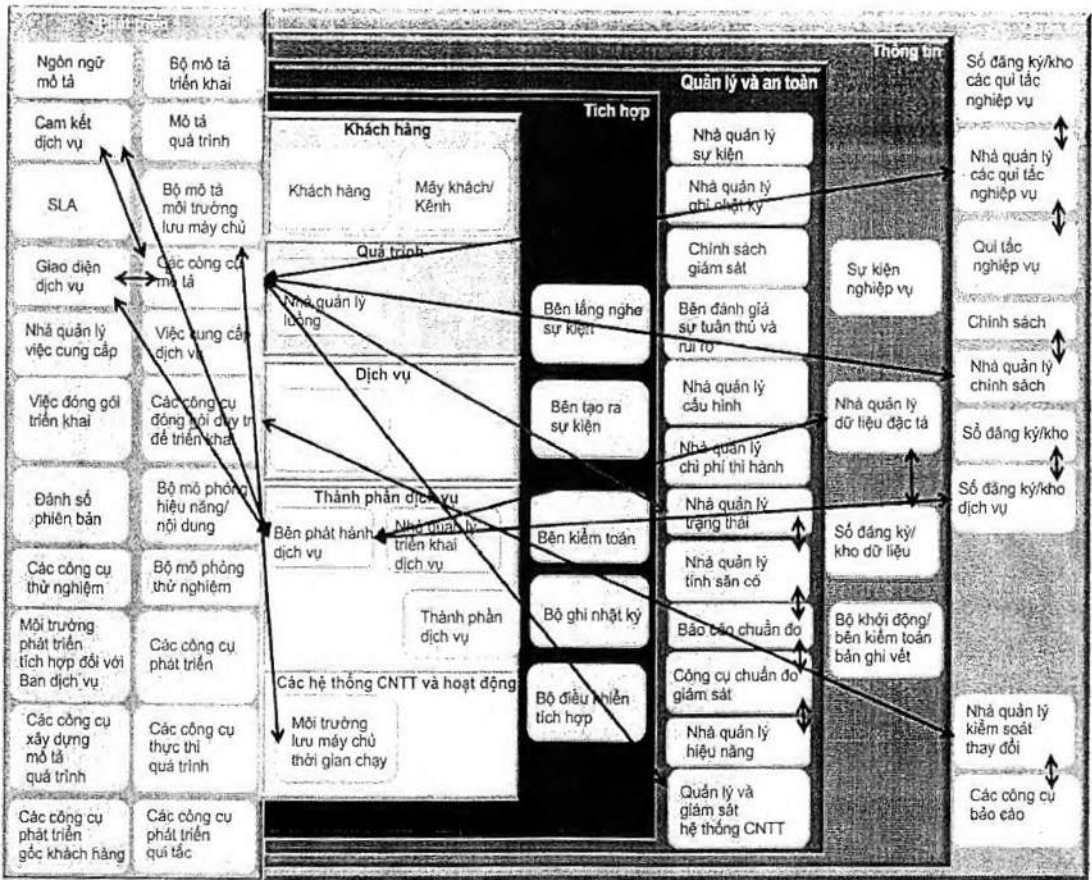 Phát triển
Ngôn ngữ
mô tả
Cam kết
dịch vụ
SLA
Giao diện
dịch vụ
Nhà quản lý
việc cung cấp
Việc đóng gói
triển khai
Đánh số
phiên bản
Các công cụ
thử nghiệm
Môi trường
phát triển
tích hợp đối với
Ban dịch vụ
Các công cụ
xây dựng
mô tả
quá trình
Các công cụ
phát triển
gốc khách hàng
Bộ mô tả
triển khai
Mô tả
quá trình
Bộ mô tả
môi trường
lưu máy chủ
Các công cụ
mô tả
Việc cung cấp
dịch vụ
Các công cụ
đóng gói duy trì
để triển khai
Bộ mô phỏng
hiệu năng/
nội dung
Bộ mô phỏng
thử nghiệm
Các công cụ
phát triển
Các công cụ
thực thi
quá trình
Các công cụ
phát triển
qui tắc
Khách hàng
Khách hàng
Máy khách/
Kênh
Quá trình
Nhà quản lý
luồng
Dịch vụ
Thành phần dịch vụ
Bên phát hành
dịch vụ
Nhà quản lý
triển khai
dịch vụ
Thành phần
dịch vụ
Các hệ thống CNTT và hoạt động
Môi trường
lưu máy chủ
thời gian chạy
Tích hợp
Bên lắng nghe
sự kiện
Bên tạo ra
sự kiện
Bên kiểm toán
Bộ ghi nhật ký
Bộ điều khiển
tích hợp
Quản lý và an toàn
Nhà quản lý
sự kiện
Nhà quản lý
ghi nhật ký
Chính sách
giám sát
Bên đánh giá
sự tuân thủ và
rủi ro
Nhà quản lý
cấu hình
Nhà quản lý
chi phí thi hành
Nhà quản lý
trạng thái
Nhà quản lý
tính sẵn có
Báo cáo chuẩn đo
Công cụ chuẩn đo
giám sát
Nhà quản lý
hiệu năng
Quản lý và
giám sát
hệ thống CNTT
Thông tin
Sự kiện
nghiệp vụ
Nhà quản lý
dữ liệu đặc tả
Sổ đăng ký/
kho dữ liệu
Bộ khởi động/
bên kiểm toán
bản ghi vết
Sổ đăng ký/kho
các qui tắc
nghiệp vụ
Nhà quản lý
các qui tắc
nghiệp vụ
Qui tắc
nghiệp vụ
Chính sách
Nhà quản lý
chính sách
Sổ đăng ký/kho
Sổ đăng ký/kho
dịch vụ
Nhà quản lý
kiểm soát
thay đổi
Các công cụ
báo cáo